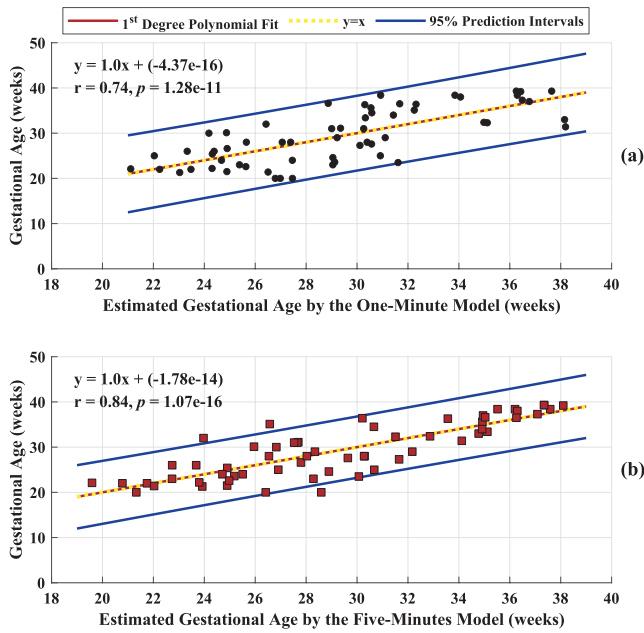 1st Degree Polynomial Fit y=x 95% Prediction Intervals
y = 1.0x + (-4.37e-16)
r = 0.74, p = 1.28e-11
Gestational Age (weeks)
50
40
30
20
10
0
18 20 22 24 26 28 30 32 34 36 38 40
Estimated Gestational Age by the One-Minute Model (weeks)
(a)
y = 1.0x + (-1.78e-14)
r = 0.84, p = 1.07e-16
Gestational Age (weeks)
50
40
30
20
10
0
18 20 22 24 26 28 30 32 34 36 38 40
Estimated Gestational Age by the Five-Minutes Model (weeks)
(b)